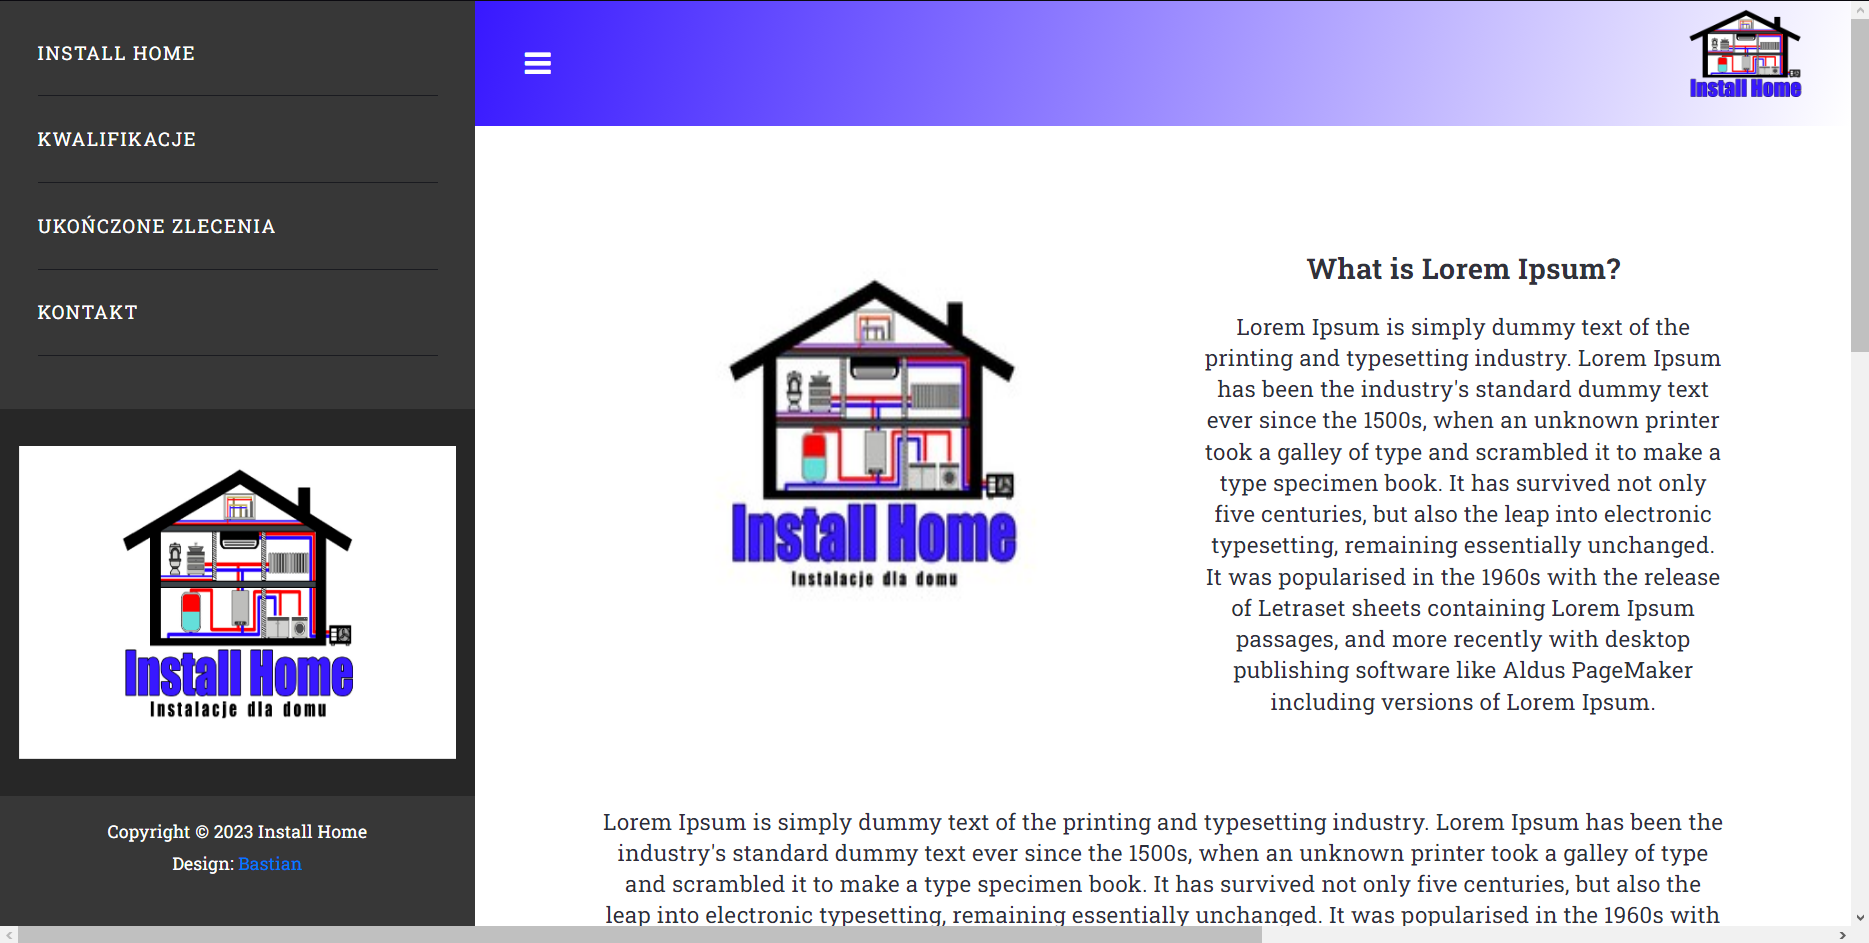 INSTALL HOME
KWALIFIKACJE
UKOŃCZONE ZLECENIA
KONTAKT
Install Home
Instalacje dla domu
Copyright © 2023 Install Home
Design: Bastian
Install Home
Install Home
Instalacje dla domu
What is Lorem Ipsum?
Lorem Ipsum is simply dummy text of the
printing and typesetting industry. Lorem Ipsum
has been the industry's standard dummy text
ever since the 1500s, when an unknown printer
took a galley of type and scrambled it to make a
type specimen book. It has survived not only
five centuries, but also the leap into electronic
typesetting, remaining essentially unchanged.
It was popularised in the 1960s with the release
of Letraset sheets containing Lorem Ipsum
passages, and more recently with desktop
publishing software like Aldus PageMaker
including versions of Lorem Ipsum.
Lorem Ipsum is simply dummy text of the printing and typesetting industry. Lorem Ipsum has been the
industry's standard dummy text ever since the 1500s, when an unknown printer took a galley of type
and scrambled it to make a type specimen book. It has survived not only five centuries, but also the
leap into electronic typesetting, remaining essentially unchanged. It was popularised in the 1960s with